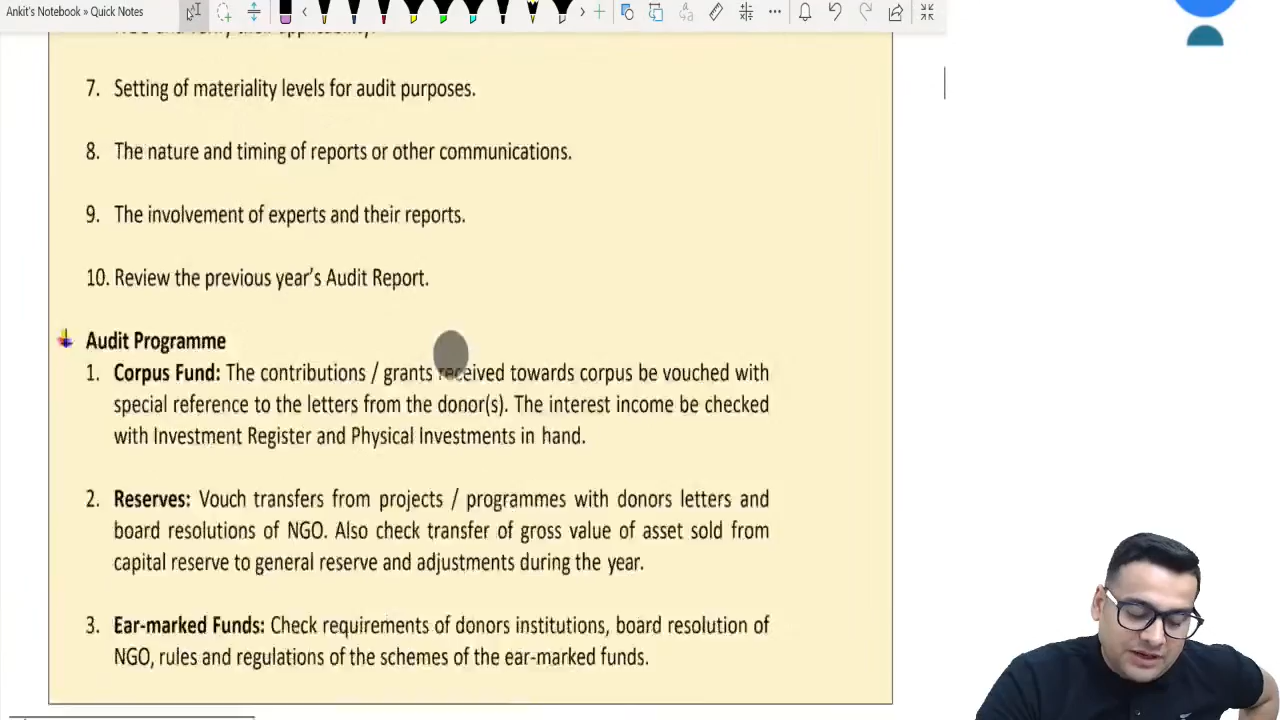 Ankit's Notebook » Quick Notes
7. Setting of materiality levels for audit purposes.
8. The nature and timing of reports or other communications.
9. The involvement of experts and their reports.
10. Review the previous year's Audit Report.
Audit Programme
1. Corpus Fund: The contributions / grants received towards corpus be vouched with
special reference to the letters from the donor(s). The interest income be checked
with Investment Register and Physical Investments in hand.
2. Reserves: Vouch transfers from projects / programmes with donors letters and
board resolutions of NGO. Also check transfer of gross value of asset sold from
capital reserve to general reserve and adjustments during the year.
3. Ear-marked Funds: Check requirements of donors institutions, board resolution of
NGO, rules and regulations of the schemes of the ear-marked funds.